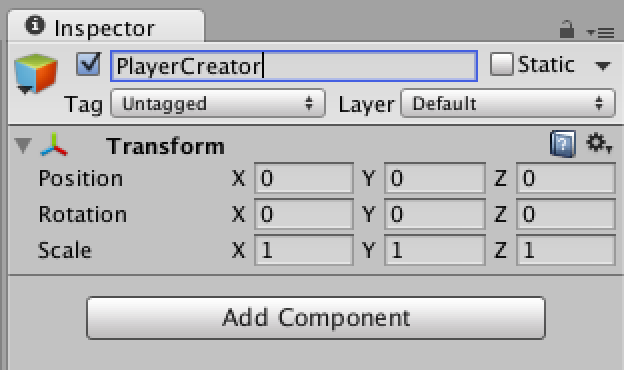 Inspector
PlayerCreator Static
Tag Untagged Layer Default
Transform
Position X 0 Y 0 Z 0
Rotation X 0 Y 0 Z 0
Scale X 1 Y 1 Z 1
Add Component